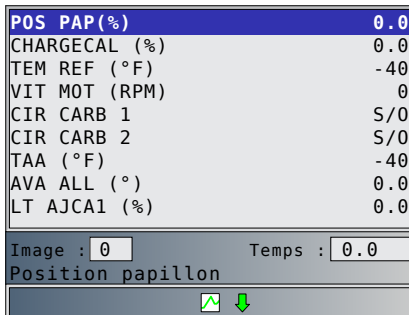 POS PAP(%) 0.0
CHARGECAL (%) 0.0
TEM REF (°F) -40
VIT MOT (RPM) 0
CIR CARB 1 S/O
CIR CARB 2 S/O
TAA (°F) -40
AVA ALL (°) 0.0
LT AJCA1 (%) 0.0
Image : 0 Temps : 0.0
Position papillon